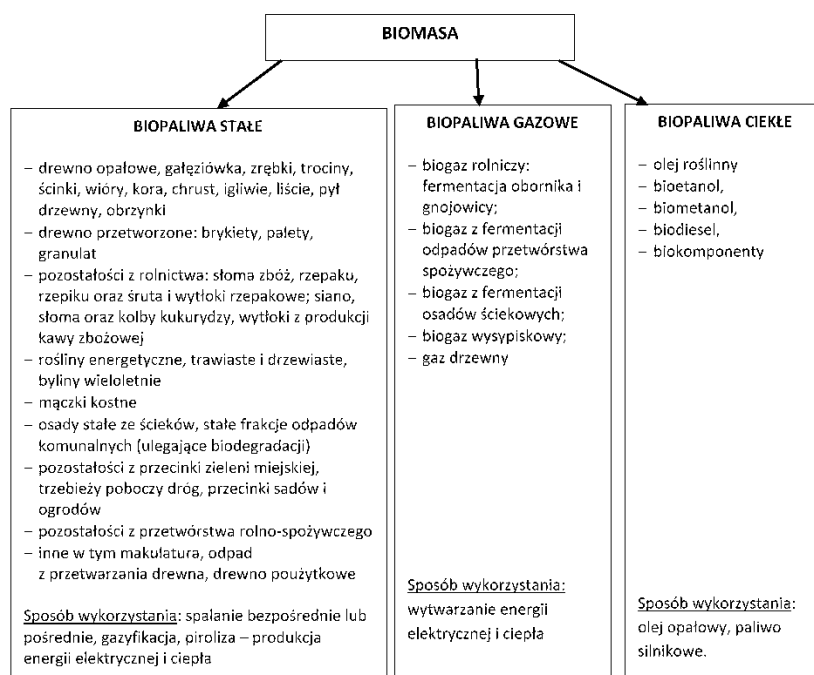 BIOMASA
BIOPALIWA STAŁE
– drewno opałowe, gałęziówka, zrębki, trociny,
ścinki, wióry, kora, chrust, igliwie, liście, pył
drzewny, obrzynki
– drewno przetworzone: brykiety, palety,
granulat
– pozostałości z rolnictwa: słoma zbóż, rzepaku,
rzepiku oraz śruta i wytłoki rzepakowe; siano,
słoma oraz kolby kukurydzy, wytłoki z produkcji
kawy zbożowej
– rośliny energetyczne, trawiaste i drzewiaste,
byliny wieloletnie
– mączki kostne
– osady stałe ze ścieków, stałe frakcje odpadów
komunalnych (ulegające biodegradacji)
– pozostałości z przecinki zieleni miejskiej,
trzebieży poboczy dróg, przecinki sadów i
ogrodów
– pozostałości z przetwórstwa rolno-spożywczego
– inne w tym makulatura, odpad
z przetwarzania drewna, drewno poużytkowe
Sposób wykorzystania: spalanie bezpośrednie lub
pośrednie, gazyfikacja, piroliza – produkcja
energii elektrycznej i ciepła
BIOPALIWA GAZOWE
– biogaz rolniczy:
fermentacja obornika i
gnojowicy;
– biogaz z fermentacji
odpadów przetwórstwa
spożywczego;
– biogaz z fermentacji
osadów ściekowych;
– biogaz wysypiskowy;
– gaz drzewny
Sposób wykorzystania:
wytwarzanie energii
elektrycznej i ciepła
BIOPALIWA CIEKŁE
– olej roślinny
– bioetanol,
– biometanol,
– biodiesel,
– biokomponenty
Sposób wykorzystania:
olej opałowy, paliwo
silnikowe.